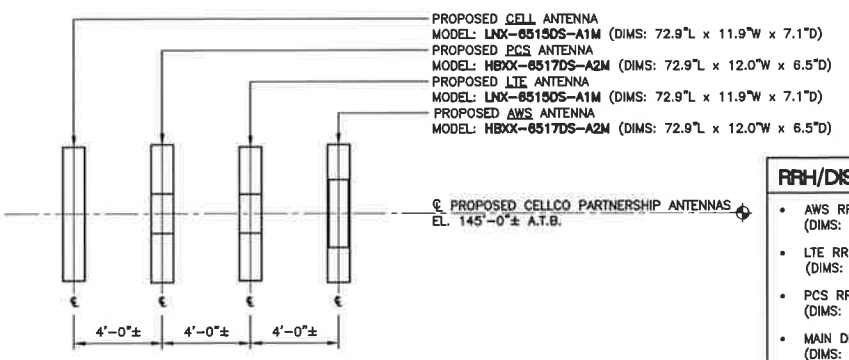 PROPOSED CELL ANTENNA
MODEL: LNX-6515DS-A1M (DIMS: 72.9"L x 11.9"W x 7.1"D)
PROPOSED PCS ANTENNA
MODEL: HBXX-6517DS-A2M (DIMS: 72.9"L x 12.0"W x 6.5"D)
PROPOSED LTE ANTENNA
MODEL: LNX-6515DS-A1M (DIMS: 72.9"L x 11.9"W x 7.1"D)
PROPOSED AWS ANTENNA
MODEL: HBXX-6517DS-A2M (DIMS: 72.9"L x 12.0"W x 6.5"D)
℄ PROPOSED CELLCO PARTNERSHIP ANTENNAS
EL. 145'-0"± A.T.B.
℄ ℄ ℄ ℄
4'-0"± 4'-0"± 4'-0"±
RRH/DIS
• AWS RR
(DIMS:
• LTE RR
(DIMS:
• PCS RR
(DIMS:
• MAIN D
(DIMS: